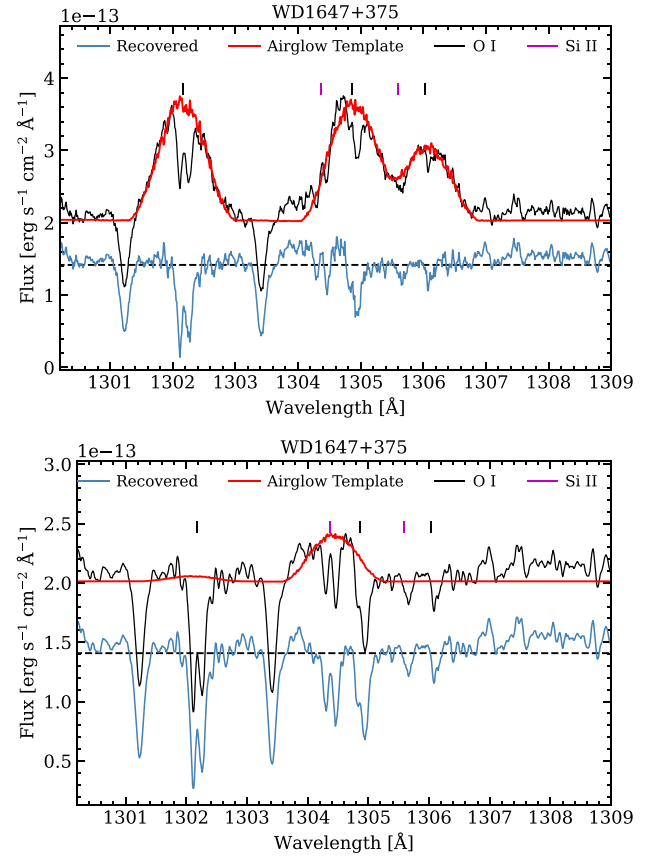 WD1647+375
1e−13
Recovered Airglow Template O I Si II
4
3
2
1
0
Flux [erg s⁻¹ cm⁻² Å⁻¹]
1301 1302 1303 1304 1305 1306 1307 1308 1309
Wavelength [Å]
WD1647+375
1e−13
3.0
Recovered Airglow Template O I Si II
2.5
2.0
1.5
1.0
0.5
Flux [erg s⁻¹ cm⁻² Å⁻¹]
1301 1302 1303 1304 1305 1306 1307 1308 1309
Wavelength [Å]